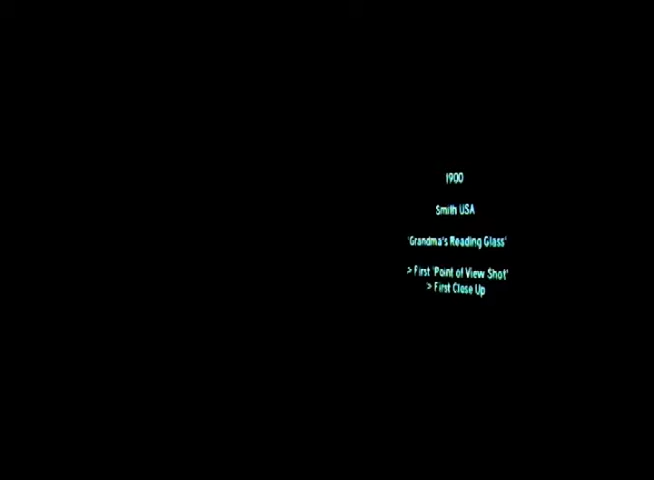 1900
Smith USA
'Grandma's Reading Glass'
> First 'Point of View Shot'
> First Close Up